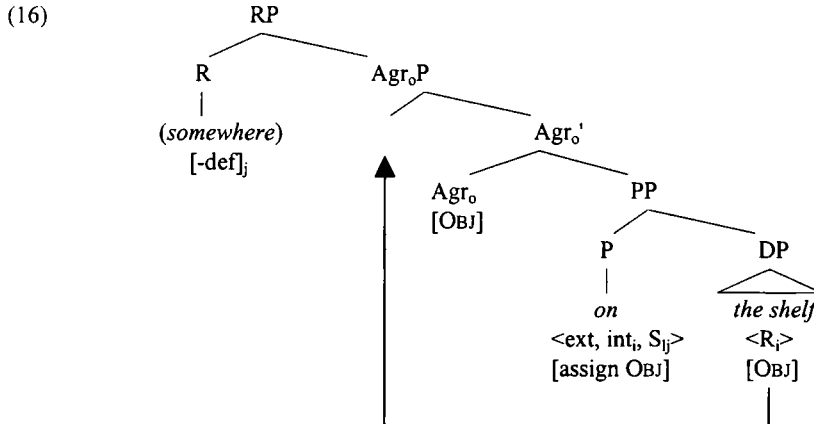 (16) RP
R AgroP
(somewhere) Agro'
[-def]j
Agro PP
[OBJ]
P DP
on the shelf
<ext, inti, Slj> <Ri>
[assign OBJ] [OBJ]